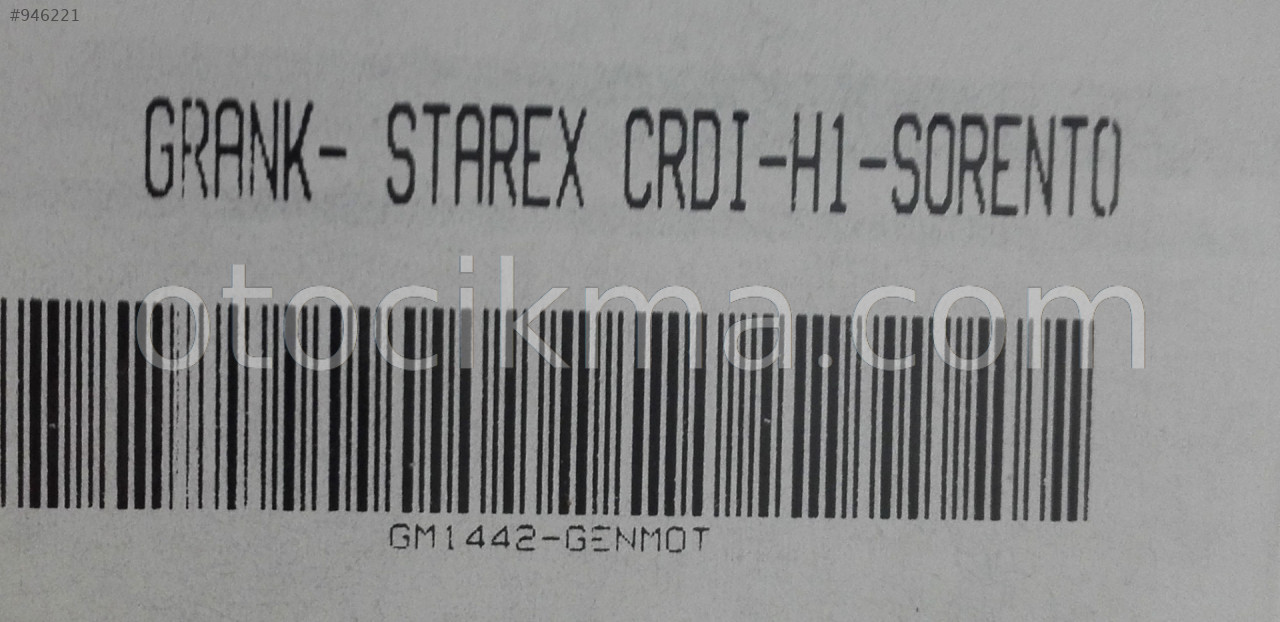 #946221
GRANK- STAREX CRDI-H1-SORENTO
otocikma.com
GM1442-GENMOT